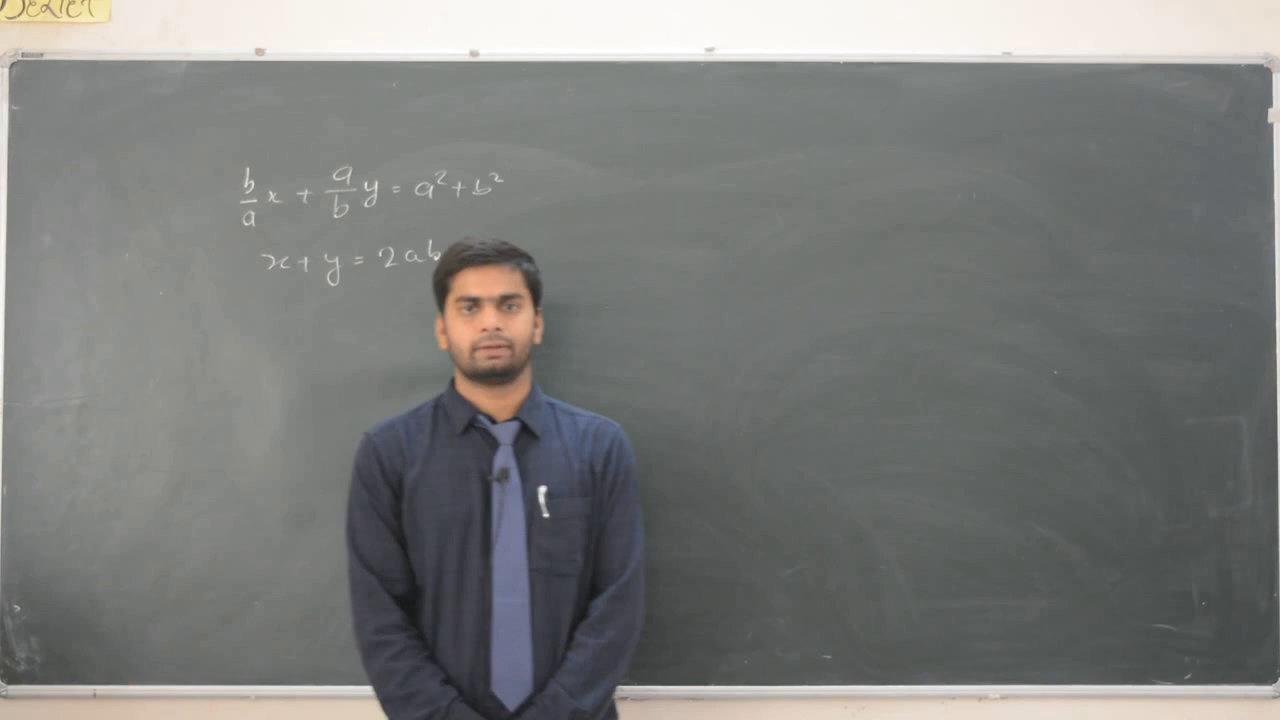 b/a x + a/b y = a² + b²
x + y = 2ab